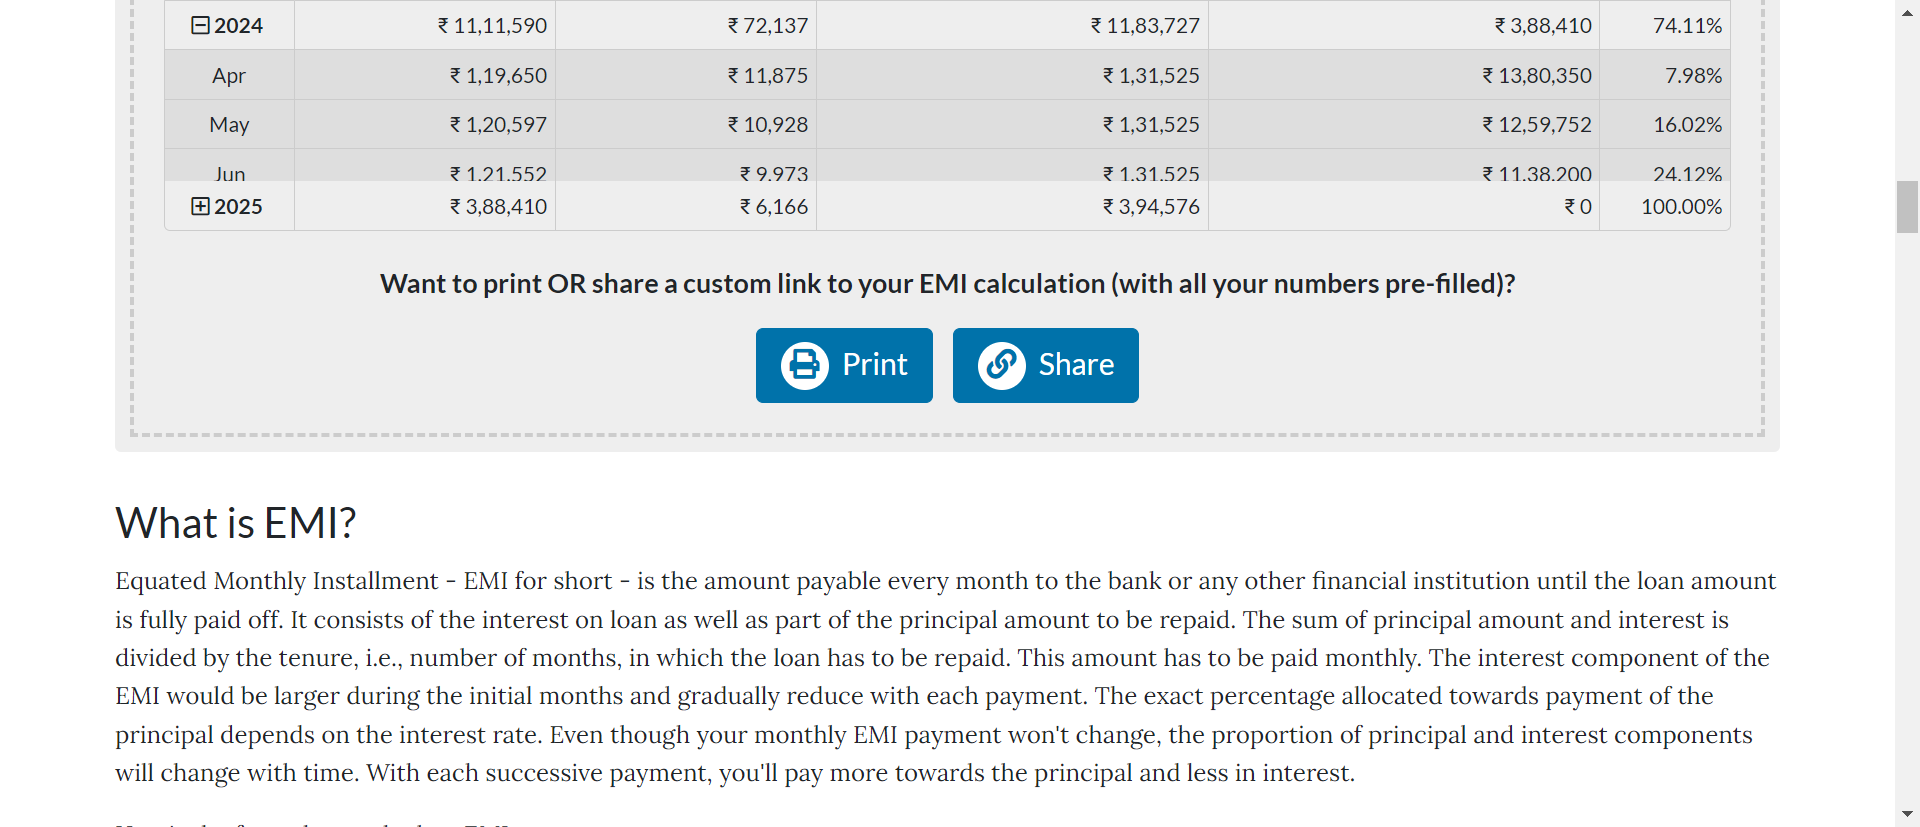 2024 ₹ 11,11,590 ₹ 72,137 ₹ 11,83,727 ₹ 3,88,410 74.11%
Apr ₹ 1,19,650 ₹ 11,875 ₹ 1,31,525 ₹ 13,80,350 7.98%
May ₹ 1,20,597 ₹ 10,928 ₹ 1,31,525 ₹ 12,59,752 16.02%
Jun ₹ 1,21,552 ₹ 9,973 ₹ 1,31,525 ₹ 11,38,200 24.12%
2025 ₹ 3,88,410 ₹ 6,166 ₹ 3,94,576 ₹ 0 100.00%
Want to print OR share a custom link to your EMI calculation (with all your numbers pre-filled)?
Print Share
What is EMI?
Equated Monthly Installment - EMI for short - is the amount payable every month to the bank or any other financial institution until the loan amount
is fully paid off. It consists of the interest on loan as well as part of the principal amount to be repaid. The sum of principal amount and interest is
divided by the tenure, i.e., number of months, in which the loan has to be repaid. This amount has to be paid monthly. The interest component of the
EMI would be larger during the initial months and gradually reduce with each payment. The exact percentage allocated towards payment of the
principal depends on the interest rate. Even though your monthly EMI payment won't change, the proportion of principal and interest components
will change with time. With each successive payment, you'll pay more towards the principal and less in interest.